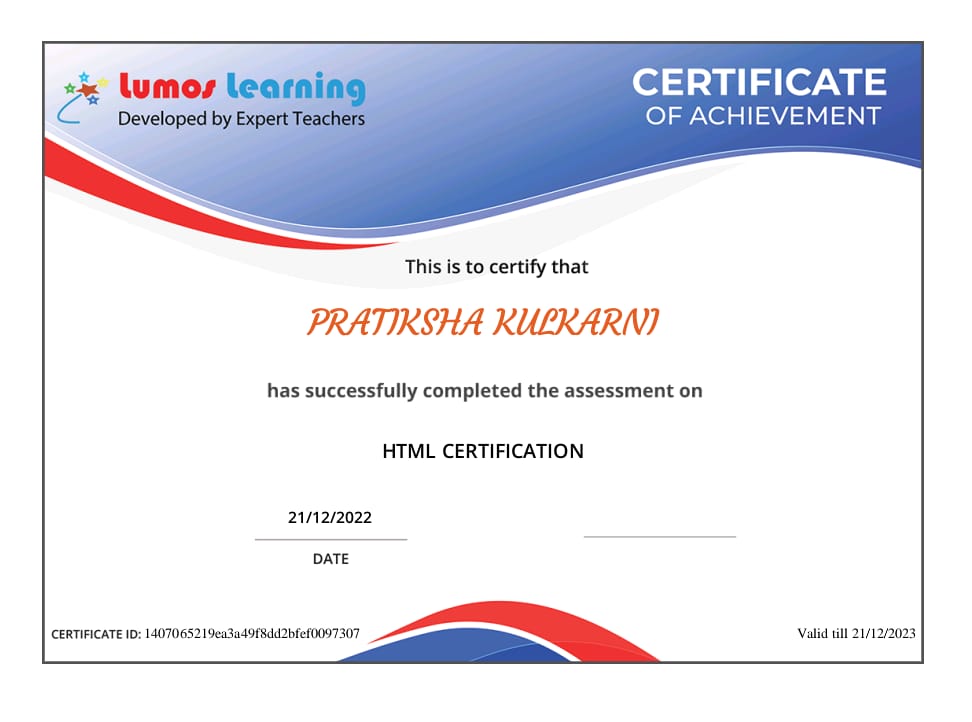 Lumos Learning
Developed by Expert Teachers
CERTIFICATE
OF ACHIEVEMENT
This is to certify that
PRATIKSHA KULKARNI
has successfully completed the assessment on
HTML CERTIFICATION
21/12/2022
DATE
CERTIFICATE ID: 1407065219ea3a49f8dd2bfef0097307
Valid till 21/12/2023